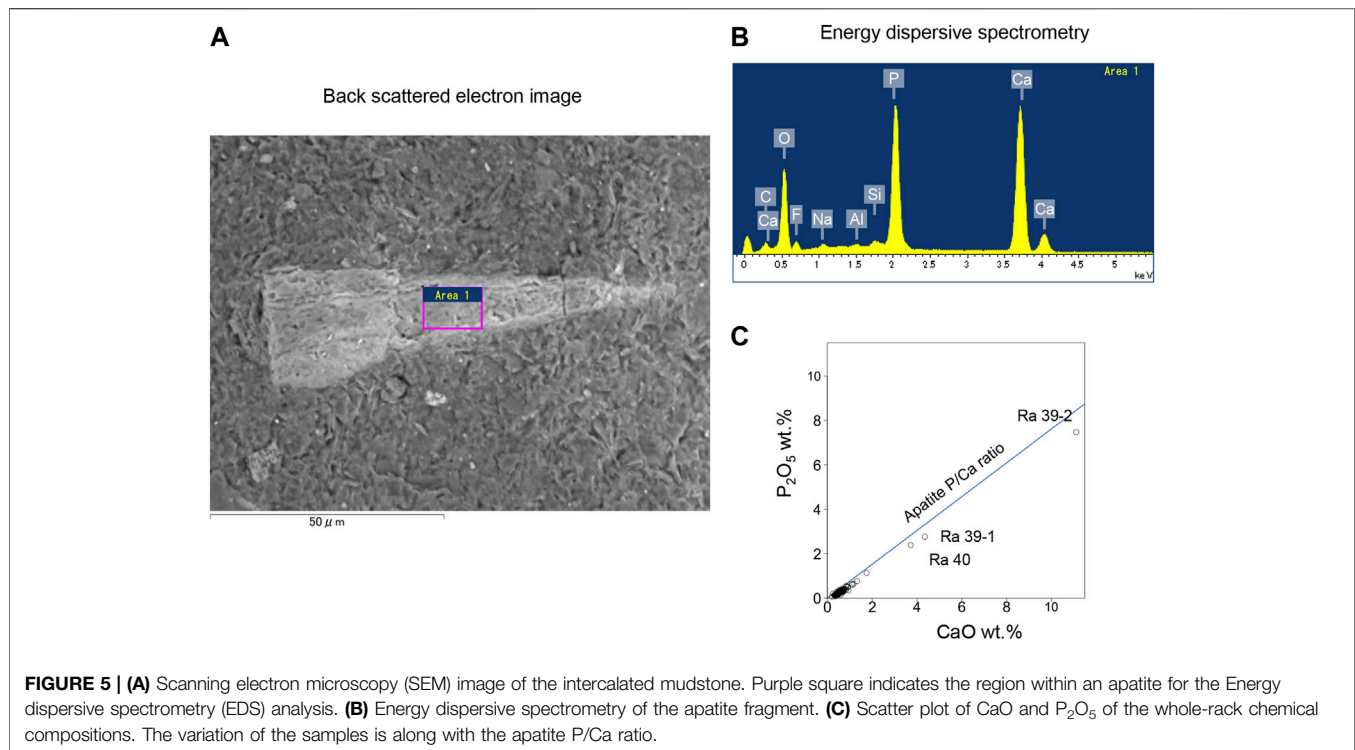 A
Back scattered electron image
Area 1
50 μm
B
Energy dispersive spectrometry
Area 1
P
Ca
O
C
Ca
F
Na
Al
Si
Ca
0 0.5 1 1.5 2 2.5 3 3.5 4 4.5 5
keV
C
P₂O₅ wt.%
10
8
6
4
2
0
Ra 39-2
Apatite P/Ca ratio
Ra 39-1
Ra 40
0 2 4 6 8 10
CaO wt.%
FIGURE 5 | (A) Scanning electron microscopy (SEM) image of the intercalated mudstone. Purple square indicates the region within an apatite for the Energy
dispersive spectrometry (EDS) analysis. (B) Energy dispersive spectrometry of the apatite fragment. (C) Scatter plot of CaO and P₂O₅ of the whole-rack chemical
compositions. The variation of the samples is along with the apatite P/Ca ratio.